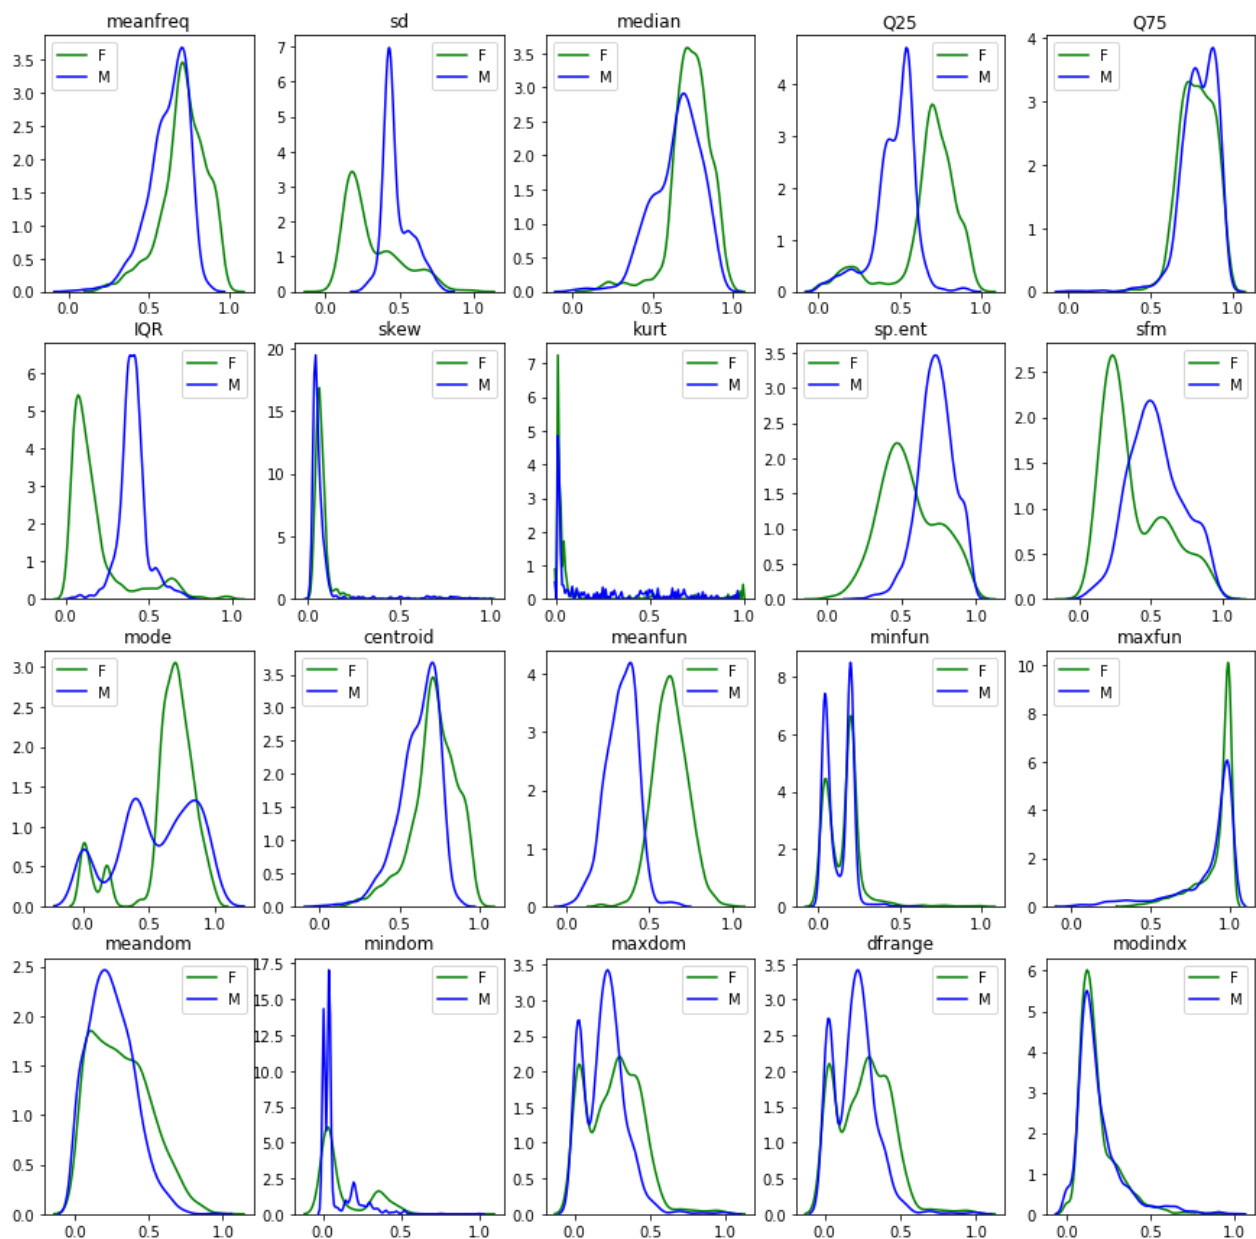 meanfreq
F
M
3.5
3.0
2.5
2.0
1.5
1.0
0.5
0.0
0.0 0.5 1.0
sd
F
M
7
6
5
4
3
2
1
0
0.0 0.5 1.0
median
F
M
3.5
3.0
2.5
2.0
1.5
1.0
0.5
0.0
0.0 0.5 1.0
Q25
F
M
4
3
2
1
0
0.0 0.5 1.0
Q75
F
M
4
3
2
1
0
0.0 0.5 1.0
IQR
F
M
6
5
4
3
2
1
0
0.0 0.5 1.0
skew
F
M
20
15
10
5
0
0.0 0.5 1.0
kurt
F
M
7
6
5
4
3
2
1
0
0.0 0.5 1.0
sp.ent
F
M
3.5
3.0
2.5
2.0
1.5
1.0
0.5
0.0
0.0 0.5 1.0
sfm
F
M
2.5
2.0
1.5
1.0
0.5
0.0
0.0 0.5 1.0
mode
F
M
3.0
2.5
2.0
1.5
1.0
0.5
0.0
0.0 0.5 1.0
centroid
F
M
3.5
3.0
2.5
2.0
1.5
1.0
0.5
0.0
0.0 0.5 1.0
meanfun
F
M
4
3
2
1
0
0.0 0.5 1.0
minfun
F
M
8
6
4
2
0
0.0 0.5 1.0
maxfun
F
M
10
8
6
4
2
0
0.0 0.5 1.0
meandom
F
M
2.5
2.0
1.5
1.0
0.5
0.0
0.0 0.5 1.0
mindom
F
M
17.5
15.0
12.5
10.0
7.5
5.0
2.5
0.0
0.0 0.5 1.0
maxdom
F
M
3.5
3.0
2.5
2.0
1.5
1.0
0.5
0.0
0.0 0.5 1.0
dfrange
F
M
3.5
3.0
2.5
2.0
1.5
1.0
0.5
0.0
0.0 0.5 1.0
modindx
F
M
6
5
4
3
2
1
0
0.0 0.5 1.0